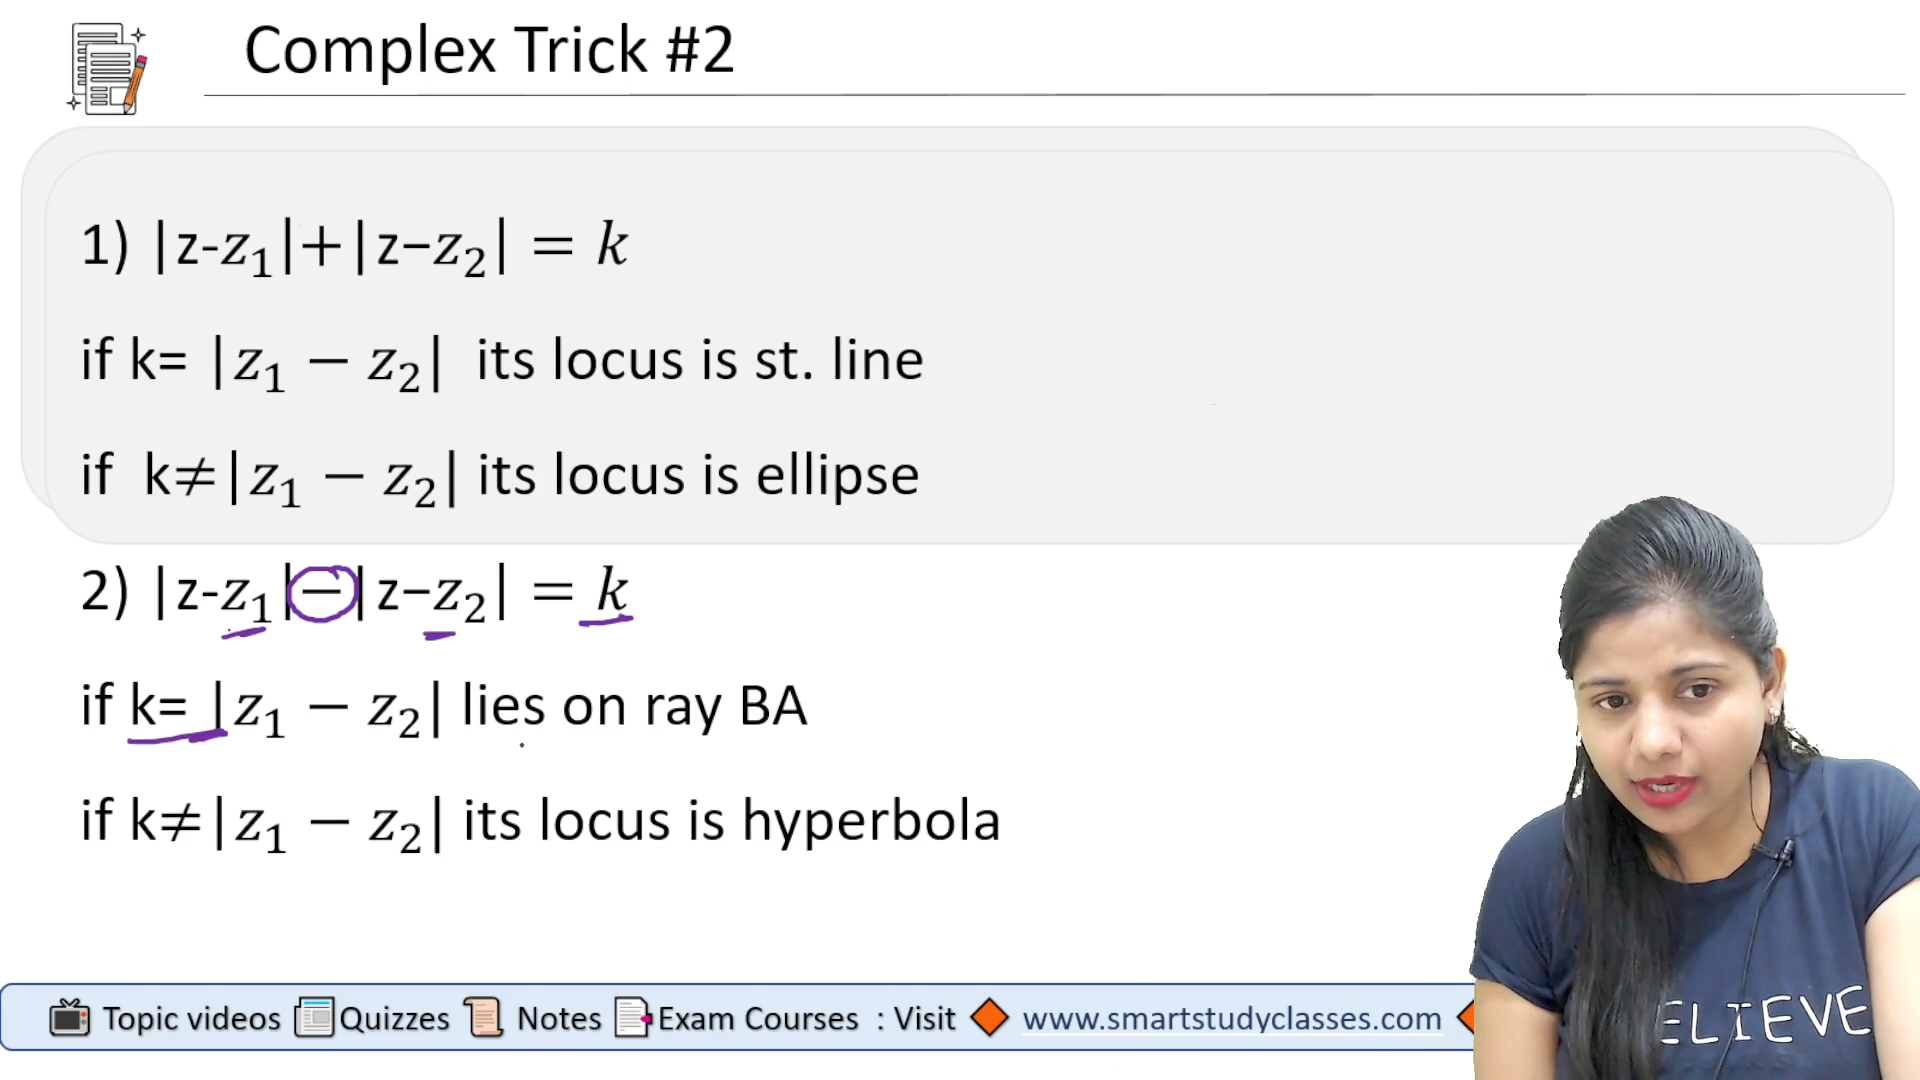 Complex Trick #2
1) |z-z₁|+|z−z₂| = k
if k= |z₁ − z₂| its locus is st. line
if k≠|z₁ − z₂| its locus is ellipse
2) |z-z₁|−|z−z₂| = k
if k= |z₁ − z₂| lies on ray BA
if k≠|z₁ − z₂| its locus is hyperbola
Topic videos Quizzes Notes Exam Courses : Visit www.smartstudyclasses.com
ELIEVE